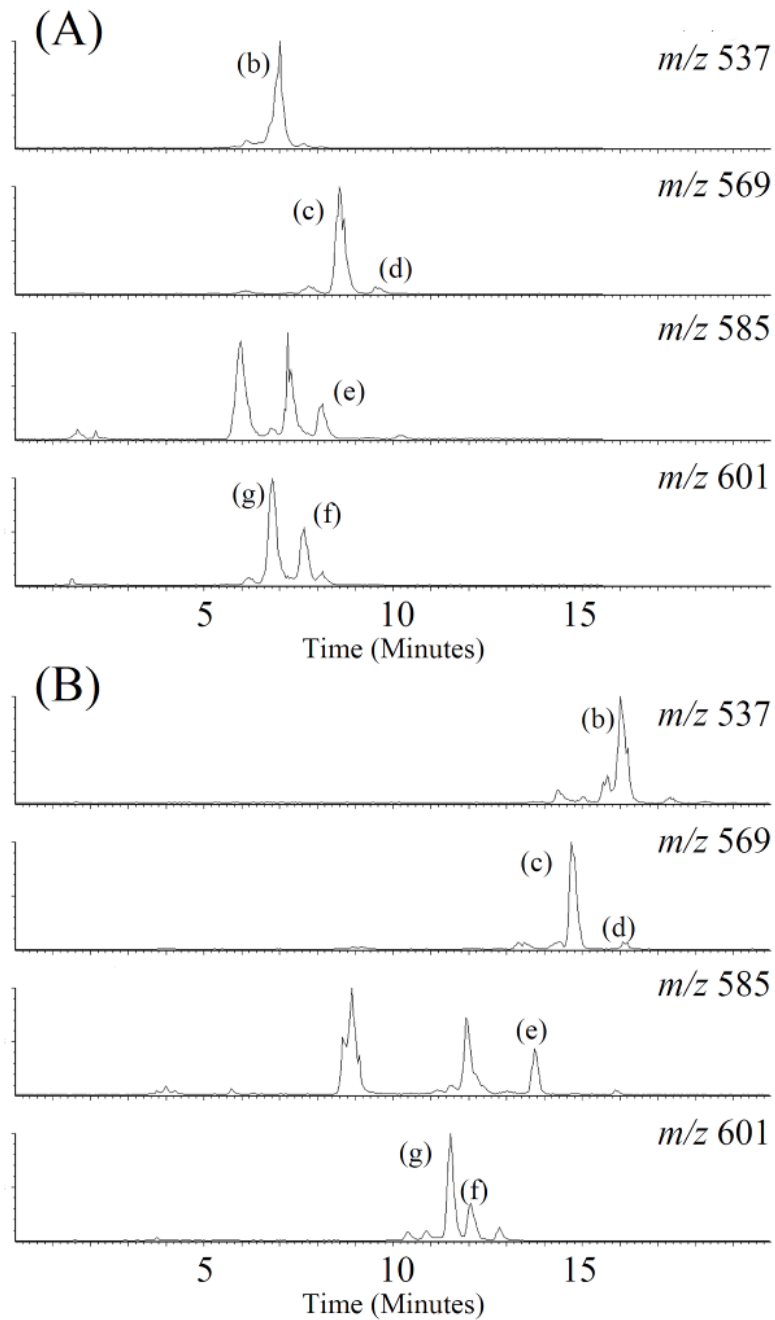 (A)
(b)
m/z 537
(c)
(d)
m/z 569
(e)
m/z 585
(g)
(f)
m/z 601
5 10 15
Time (Minutes)
(B)
(b)
m/z 537
(c)
(d)
m/z 569
(e)
m/z 585
(g)
(f)
m/z 601
5 10 15
Time (Minutes)